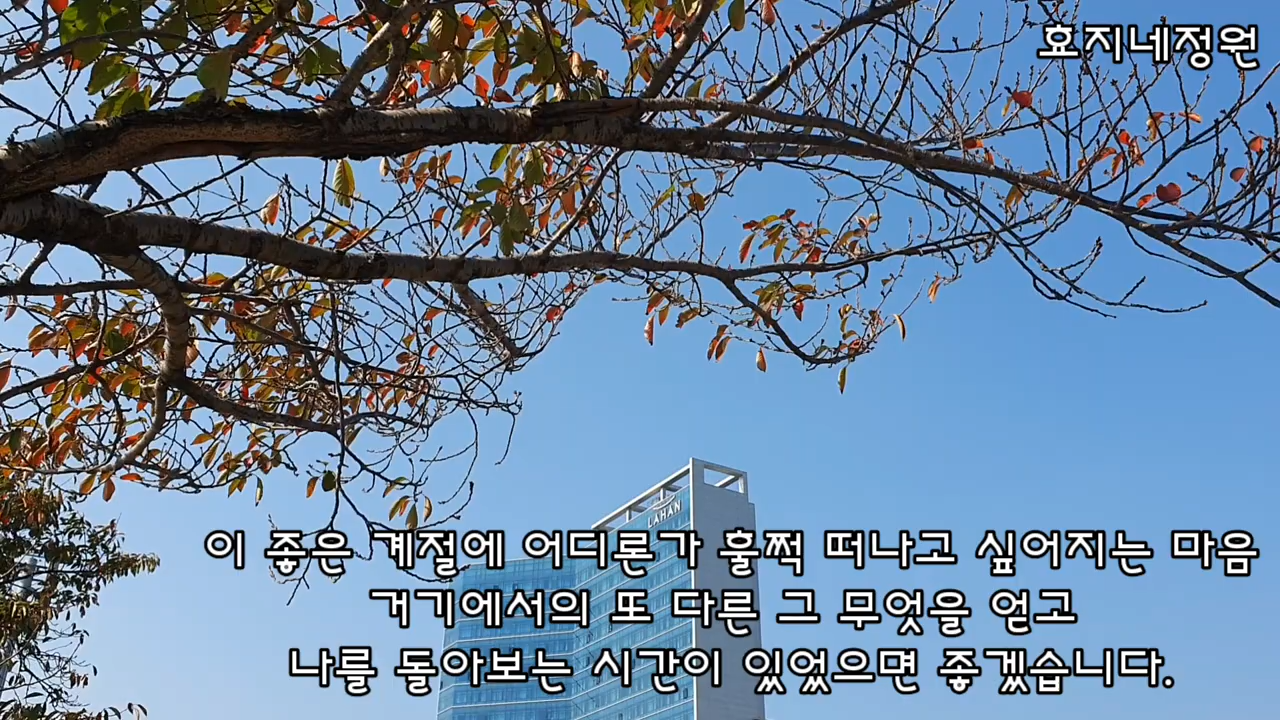 효지네정원
LAHAN
이 좋은 계절에 어디론가 훌쩍 떠나고 싶어지는 마음
거기에서의 또 다른 그 무엇을 얻고
나를 돌아보는 시간이 있었으면 좋겠습니다.